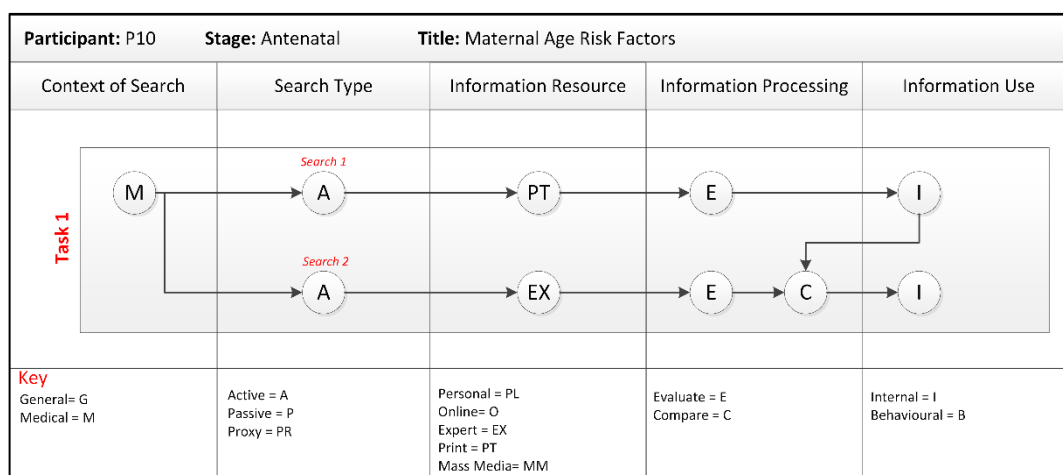 Participant: P10 Stage: Antenatal Title: Maternal Age Risk Factors
Context of Search Search Type Information Resource Information Processing Information Use
Task 1
Search 1
M A PT E I
Search 2
A EX E C I
Key
General= G
Medical = M
Active = A
Passive = P
Proxy = PR
Personal = PL
Online= O
Expert = EX
Print = PT
Mass Media= MM
Evaluate = E
Compare = C
Internal = I
Behavioural = B